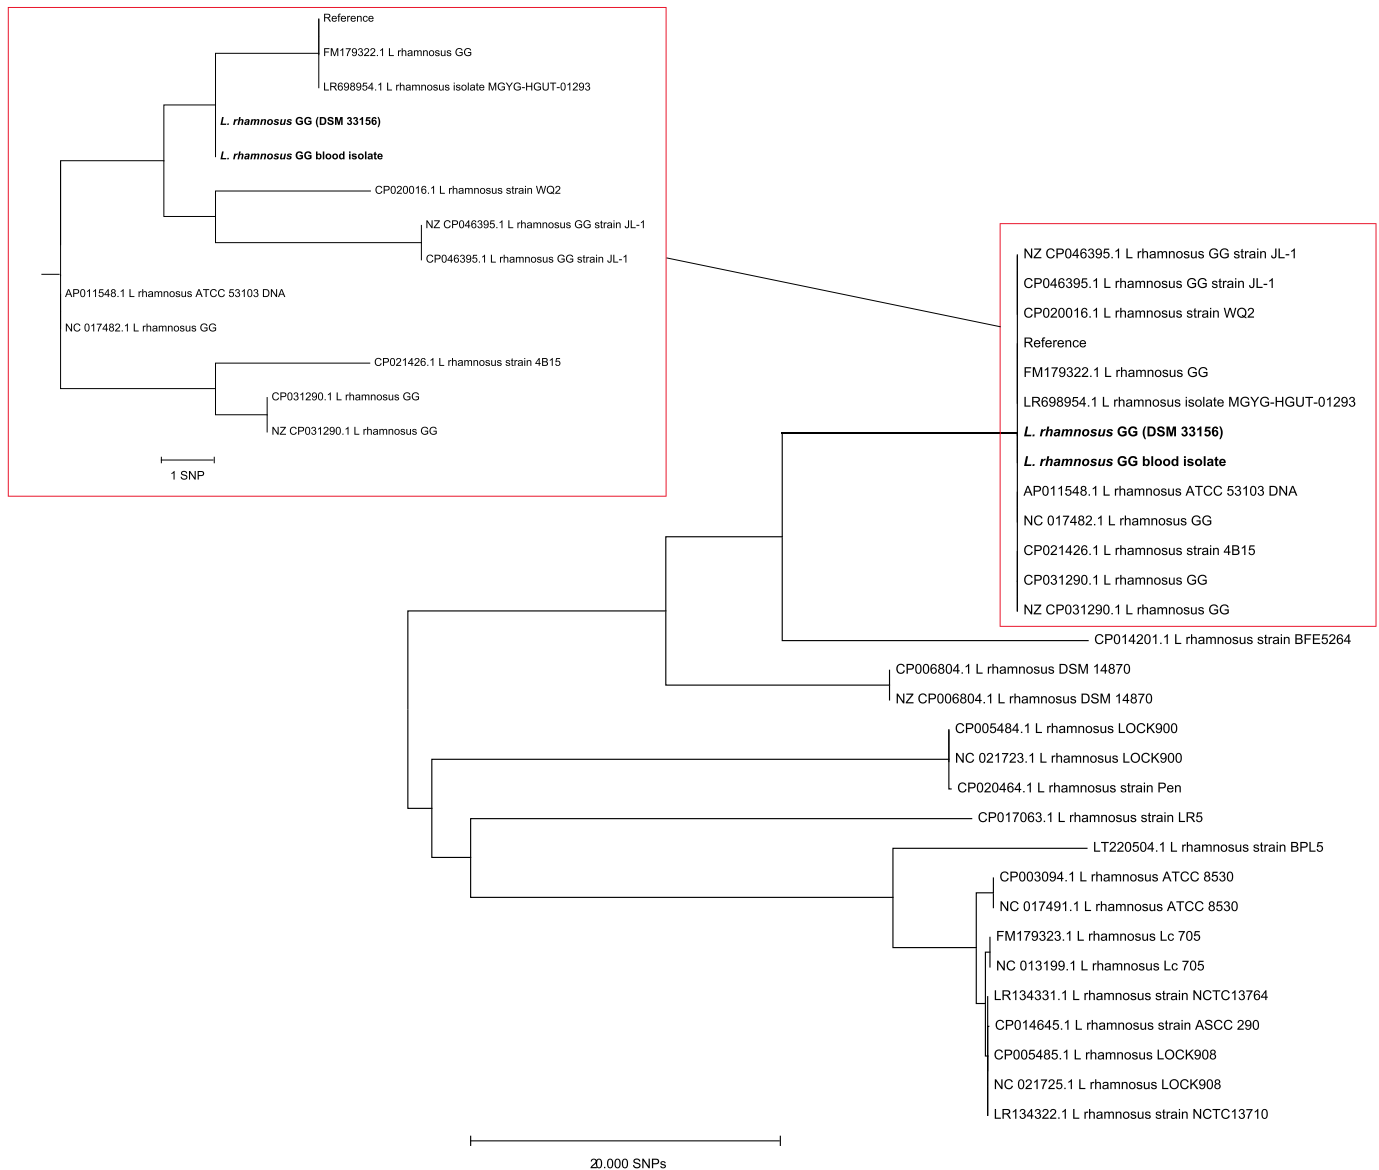 Reference
FM179322.1 L rhamnosus GG
LR698954.1 L rhamnosus isolate MGYG-HGUT-01293
L. rhamnosus GG (DSM 33156)
L. rhamnosus GG blood isolate
CP020016.1 L rhamnosus strain WQ2
NZ CP046395.1 L rhamnosus GG strain JL-1
CP046395.1 L rhamnosus GG strain JL-1
AP011548.1 L rhamnosus ATCC 53103 DNA
NC 017482.1 L rhamnosus GG
CP021426.1 L rhamnosus strain 4B15
CP031290.1 L rhamnosus GG
NZ CP031290.1 L rhamnosus GG
1 SNP
NZ CP046395.1 L rhamnosus GG strain JL-1
CP046395.1 L rhamnosus GG strain JL-1
CP020016.1 L rhamnosus strain WQ2
Reference
FM179322.1 L rhamnosus GG
LR698954.1 L rhamnosus isolate MGYG-HGUT-01293
L. rhamnosus GG (DSM 33156)
L. rhamnosus GG blood isolate
AP011548.1 L rhamnosus ATCC 53103 DNA
NC 017482.1 L rhamnosus GG
CP021426.1 L rhamnosus strain 4B15
CP031290.1 L rhamnosus GG
NZ CP031290.1 L rhamnosus GG
CP014201.1 L rhamnosus strain BFE5264
CP006804.1 L rhamnosus DSM 14870
NZ CP006804.1 L rhamnosus DSM 14870
CP005484.1 L rhamnosus LOCK900
NC 021723.1 L rhamnosus LOCK900
CP020464.1 L rhamnosus strain Pen
CP017063.1 L rhamnosus strain LR5
LT220504.1 L rhamnosus strain BPL5
CP003094.1 L rhamnosus ATCC 8530
NC 017491.1 L rhamnosus ATCC 8530
FM179323.1 L rhamnosus Lc 705
NC 013199.1 L rhamnosus Lc 705
LR134331.1 L rhamnosus strain NCTC13764
CP014645.1 L rhamnosus strain ASCC 290
CP005485.1 L rhamnosus LOCK908
NC 021725.1 L rhamnosus LOCK908
LR134322.1 L rhamnosus strain NCTC13710
20.000 SNPs